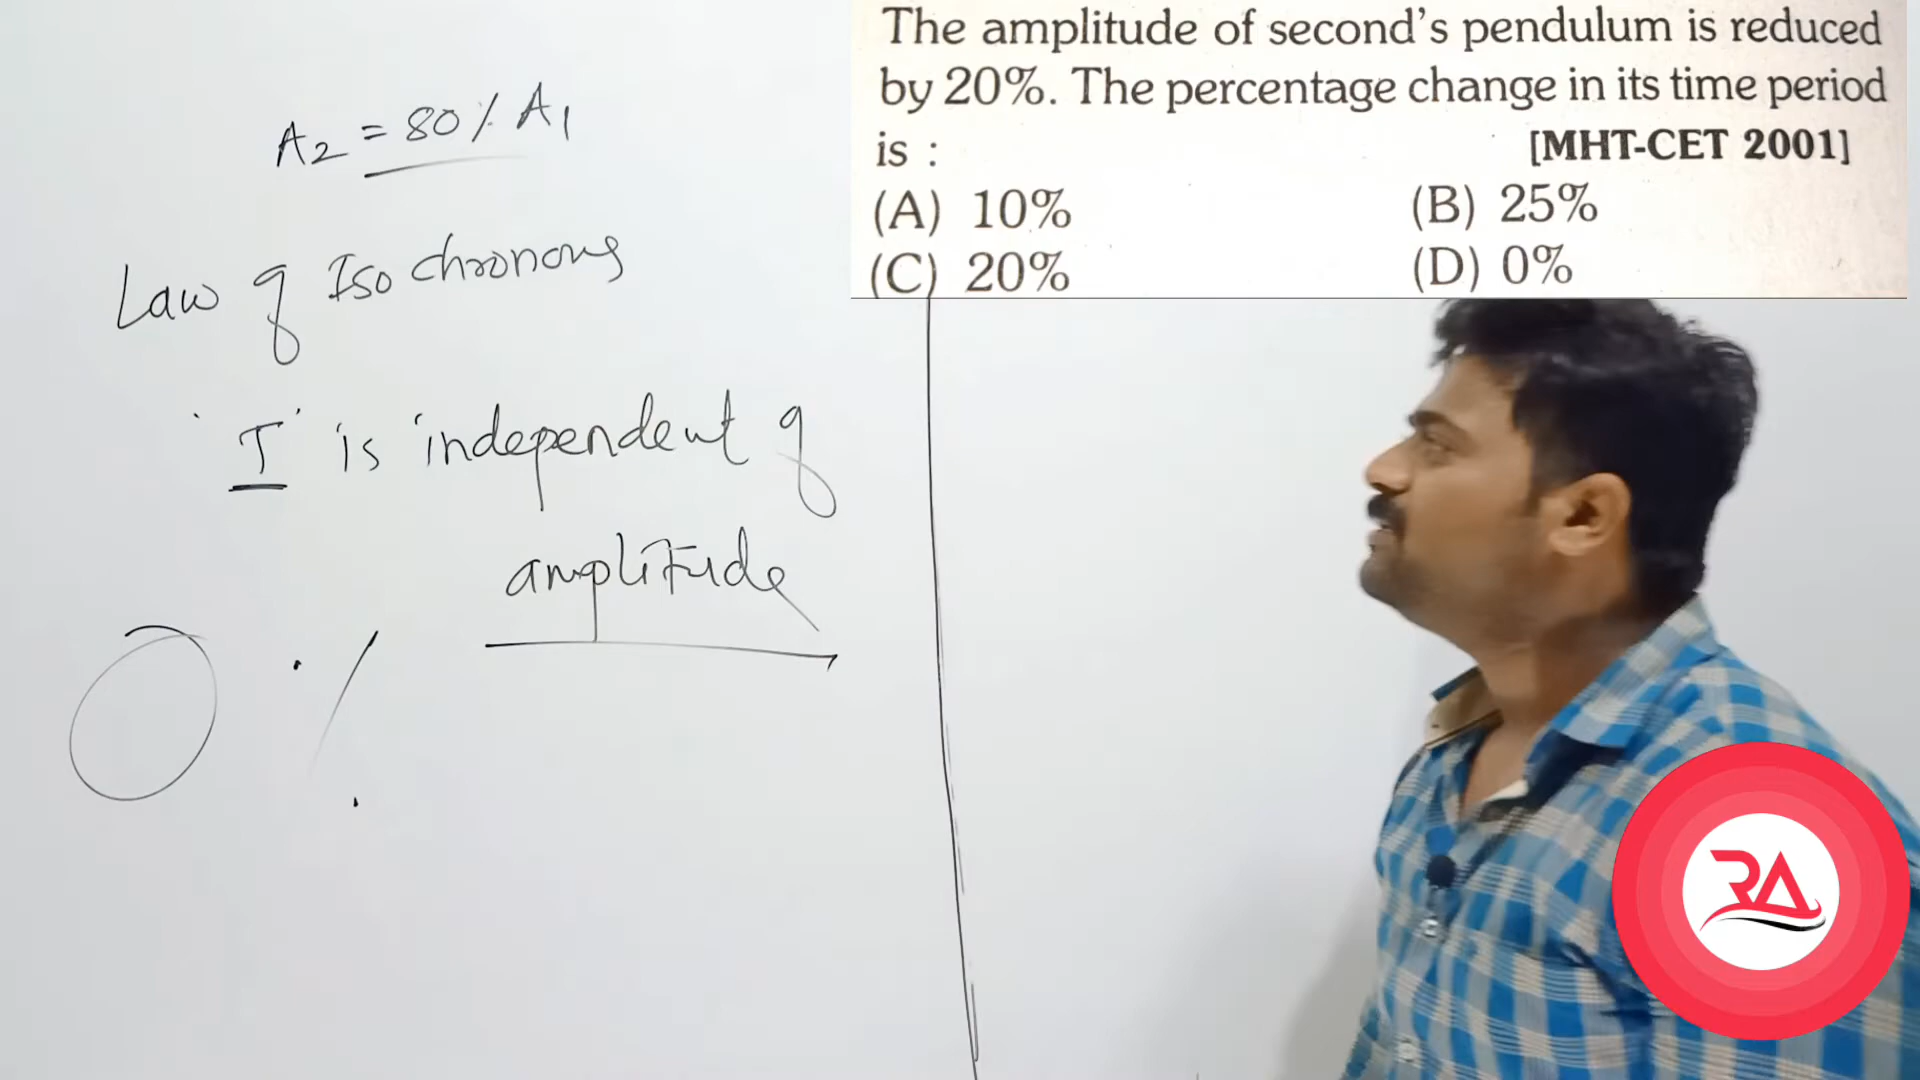 The amplitude of second's pendulum is reduced
by 20%. The percentage change in its time period
is :
[MHT-CET 2001]
(A) 10%
(B) 25%
(C) 20%
(D) 0%
A2 = 80% A1
Law of Isochronous
'T' is independent of
amplitude
0 %
RA